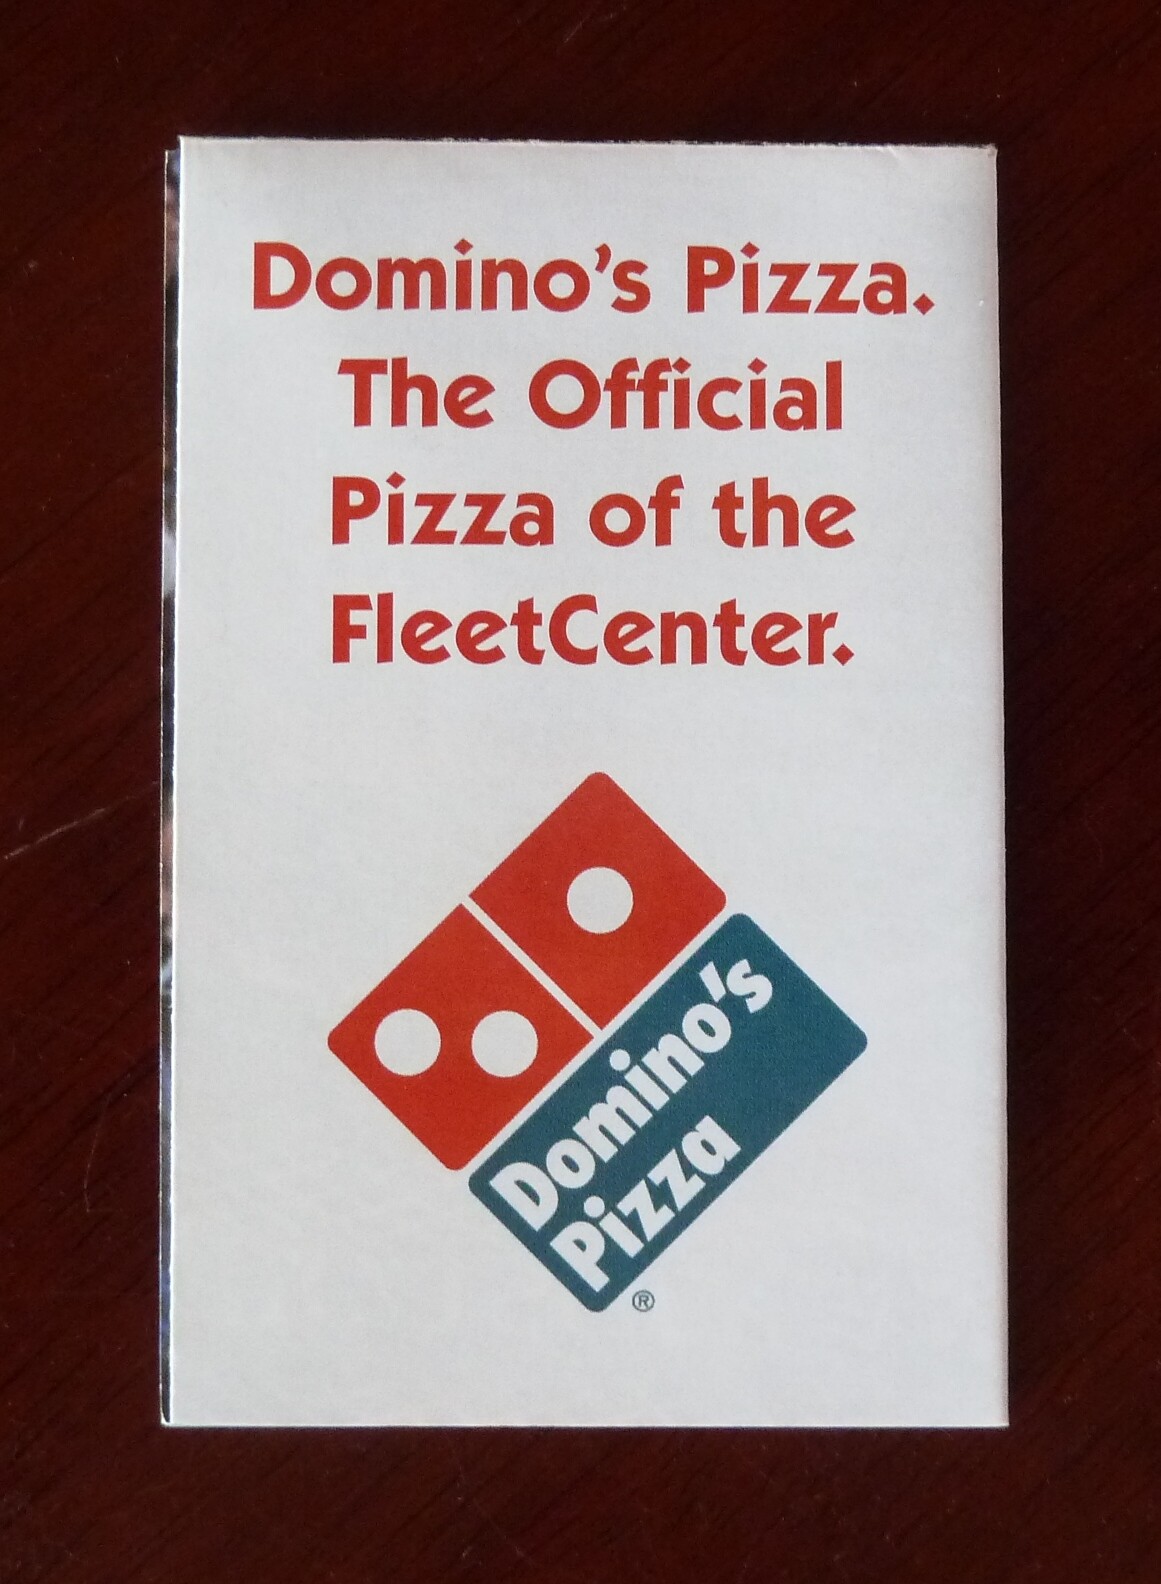 Domino's Pizza.
The Official
Pizza of the
FleetCenter.
Domino's
Pizza
®